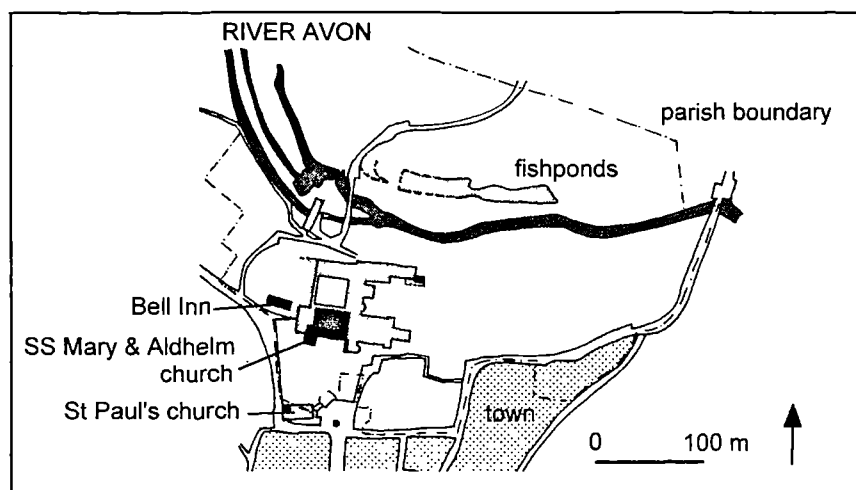 RIVER AVON
parish boundary
fishponds
Bell Inn
SS Mary & Aldhelm
church
St Paul's church
town
0 100 m